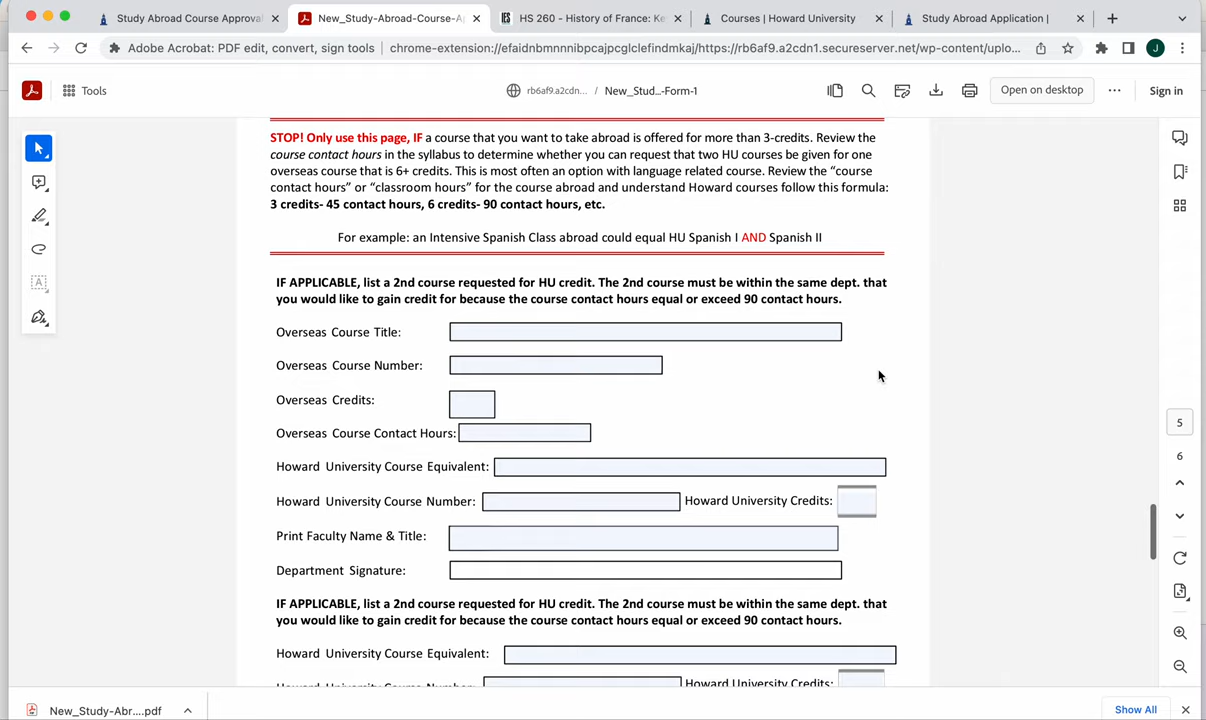 Study Abroad Course Approval
New_Study-Abroad-Course-Ap
HS 260 - History of France: Ke
Courses | Howard University
Study Abroad Application |
Adobe Acrobat: PDF edit, convert, sign tools
chrome-extension://efaidnbmnnnibpcajpcglclefindmkaj/https://rb6af9.a2cdn1.secureserver.net/wp-content/uplo...
J
Tools
rb6af9.a2cdn... / New_Stud...-Form-1
Open on desktop
Sign in
STOP! Only use this page, IF a course that you want to take abroad is offered for more than 3-credits. Review the
course contact hours in the syllabus to determine whether you can request that two HU courses be given for one
overseas course that is 6+ credits. This is most often an option with language related course. Review the "course
contact hours" or "classroom hours" for the course abroad and understand Howard courses follow this formula:
3 credits- 45 contact hours, 6 credits- 90 contact hours, etc.
For example: an Intensive Spanish Class abroad could equal HU Spanish I AND Spanish II
IF APPLICABLE, list a 2nd course requested for HU credit. The 2nd course must be within the same dept. that
you would like to gain credit for because the course contact hours equal or exceed 90 contact hours.
Overseas Course Title:
Overseas Course Number:
Overseas Credits:
Overseas Course Contact Hours:
Howard University Course Equivalent:
Howard University Course Number:
Howard University Credits:
Print Faculty Name & Title:
Department Signature:
IF APPLICABLE, list a 2nd course requested for HU credit. The 2nd course must be within the same dept. that
you would like to gain credit for because the course contact hours equal or exceed 90 contact hours.
Howard University Course Equivalent:
Howard University Course Number:
Howard University Credits:
5
6
New_Study-Abr....pdf
Show All